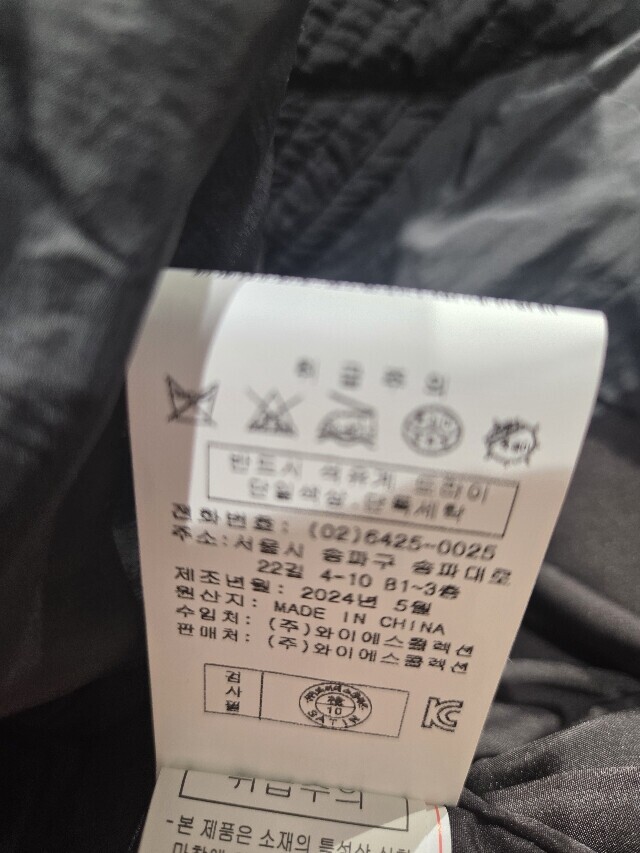 취급주의
반드시 석유계 드라이
단일색상.단독세탁
전화번호: (02)6425-0025
주소:서울시 송파구 송파대로
22길 4-10 B1~3층
제조년월: 2024년 5월
원산지: MADE IN CHINA
수입처: (주)와이에스콜렉션
판매처: (주)와이에스콜렉션
검사필
10
SATIN
취급주의
-본 제품은 소재의 특성상